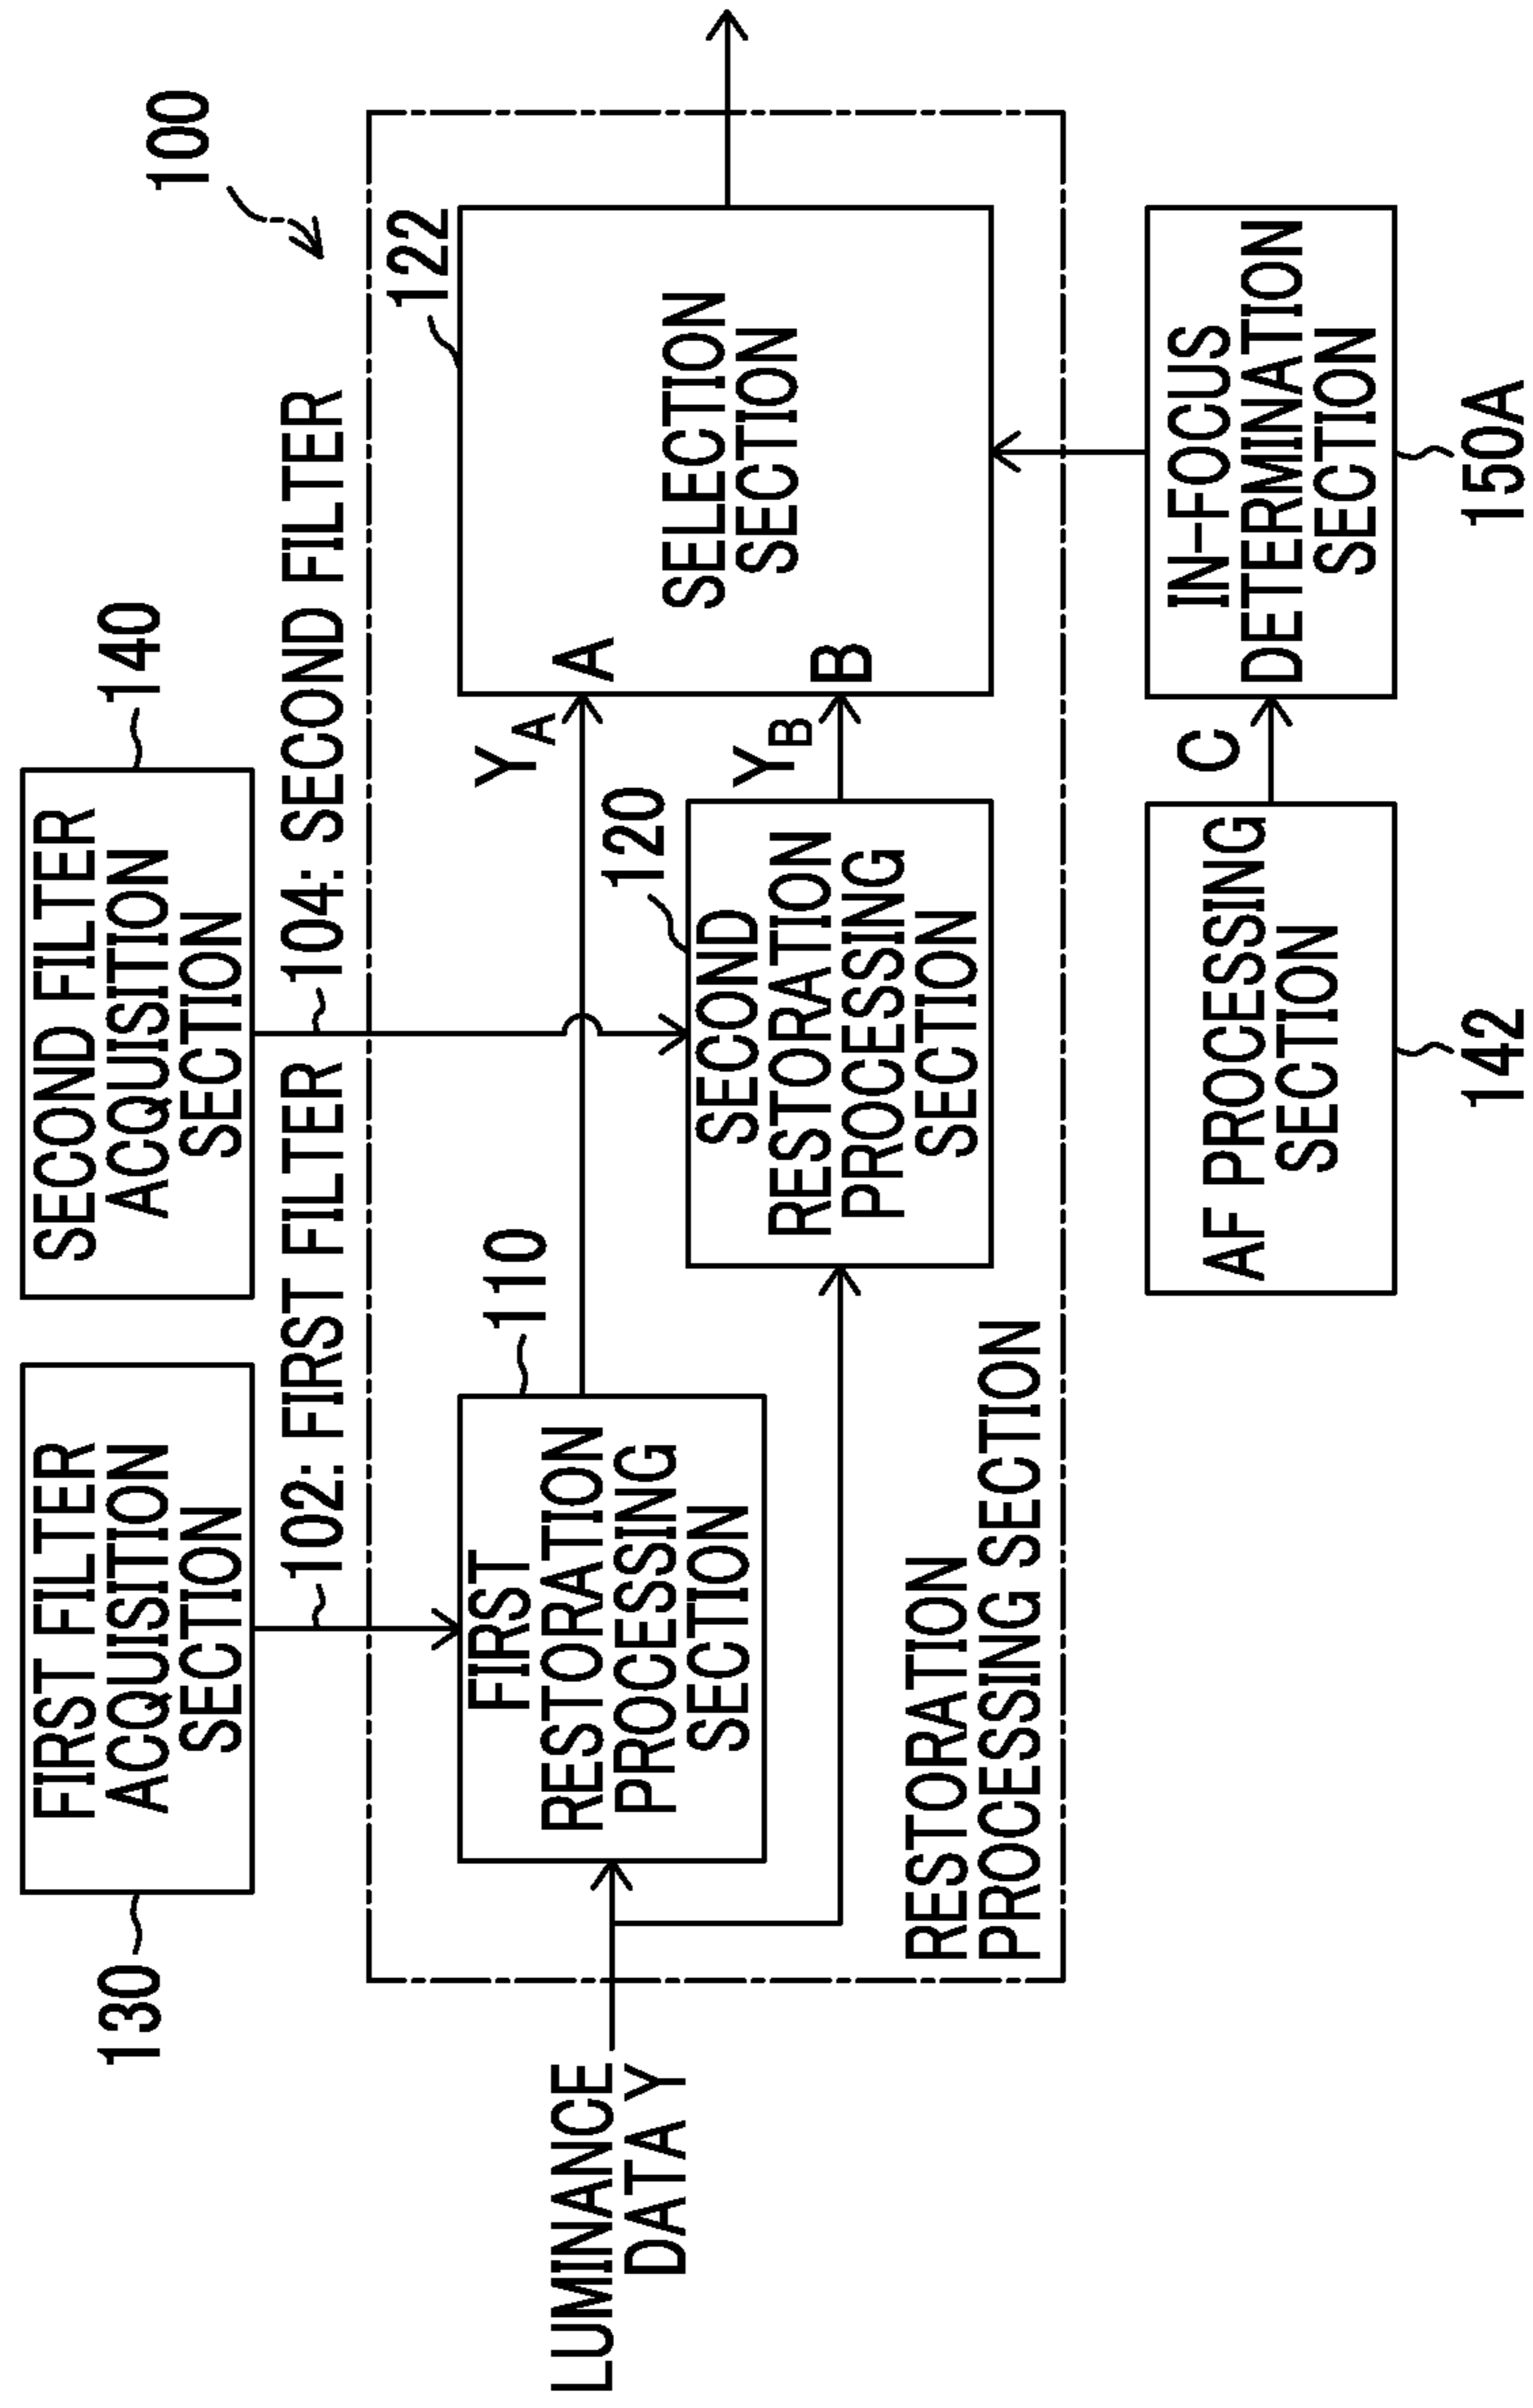 130
FIRST FILTER
ACQUISITION
SECTION
SECOND FILTER
ACQUISITION
SECTION
140
100
102: FIRST FILTER
104: SECOND FILTER
LUMINANCE
DATA Y
110
FIRST
RESTORATION
PROCESSING
SECTION
120
SECOND
RESTORATION
PROCESSING
SECTION
YA
A
YB
B
122
SELECTION
SECTION
RESTORATION
PROCESSING SECTION
AF PROCESSING
SECTION
142
C
IN-FOCUS
DETERMINATION
SECTION
150A